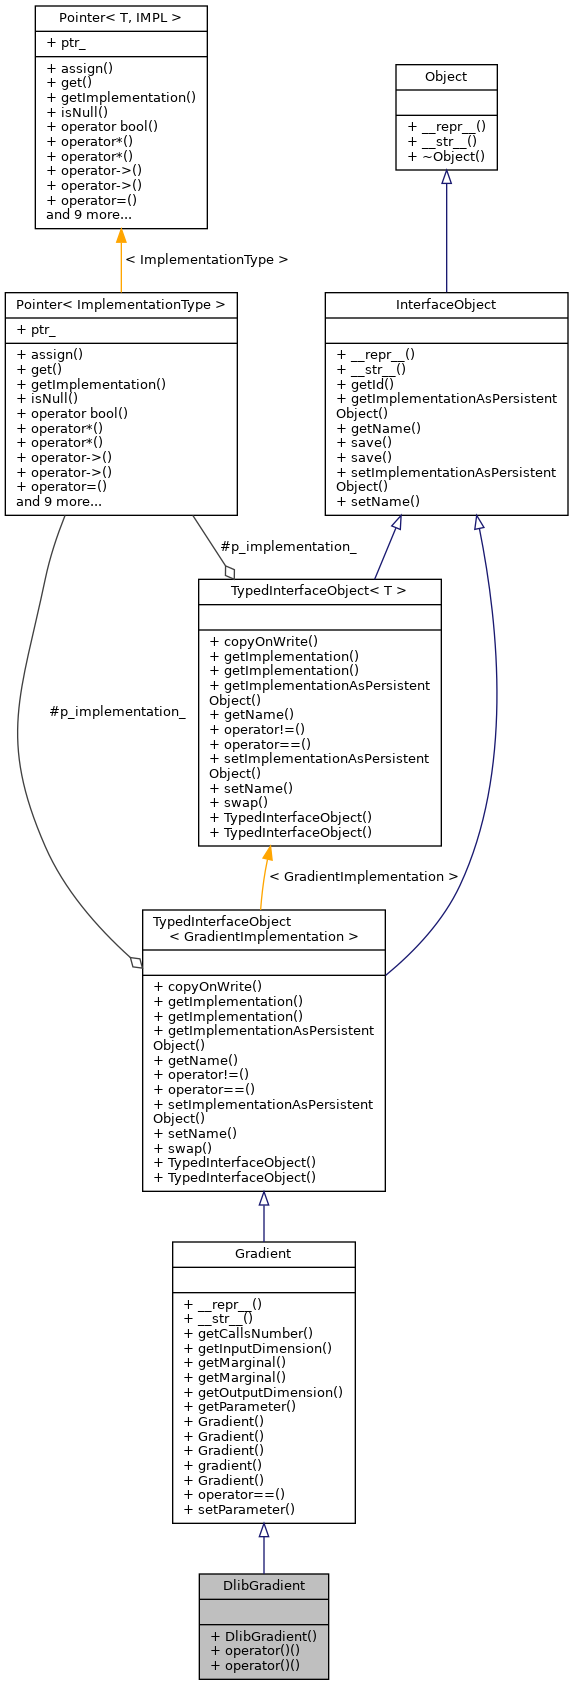 Pointer< T, IMPL >
+ ptr_
+ assign()
+ get()
+ getImplementation()
+ isNull()
+ operator bool()
+ operator*()
+ operator*()
+ operator->()
+ operator->()
+ operator=()
and 9 more...
Object
+ __repr__()
+ __str__()
+ ~Object()
< ImplementationType >
Pointer< ImplementationType >
+ ptr_
+ assign()
+ get()
+ getImplementation()
+ isNull()
+ operator bool()
+ operator*()
+ operator*()
+ operator->()
+ operator->()
+ operator=()
and 9 more...
InterfaceObject
+ __repr__()
+ __str__()
+ getId()
+ getImplementationAsPersistent
Object()
+ getName()
+ save()
+ save()
+ setImplementationAsPersistent
Object()
+ setName()
#p_implementation_
TypedInterfaceObject< T >
+ copyOnWrite()
+ getImplementation()
+ getImplementation()
+ getImplementationAsPersistent
Object()
+ getName()
+ operator!=()
+ operator==()
+ setImplementationAsPersistent
Object()
+ setName()
+ swap()
+ TypedInterfaceObject()
+ TypedInterfaceObject()
#p_implementation_
< GradientImplementation >
TypedInterfaceObject
< GradientImplementation >
+ copyOnWrite()
+ getImplementation()
+ getImplementation()
+ getImplementationAsPersistent
Object()
+ getName()
+ operator!=()
+ operator==()
+ setImplementationAsPersistent
Object()
+ setName()
+ swap()
+ TypedInterfaceObject()
+ TypedInterfaceObject()
Gradient
+ __repr__()
+ __str__()
+ getCallsNumber()
+ getInputDimension()
+ getMarginal()
+ getMarginal()
+ getOutputDimension()
+ getParameter()
+ Gradient()
+ Gradient()
+ Gradient()
+ gradient()
+ Gradient()
+ operator==()
+ setParameter()
DlibGradient
+ DlibGradient()
+ operator()()
+ operator()()